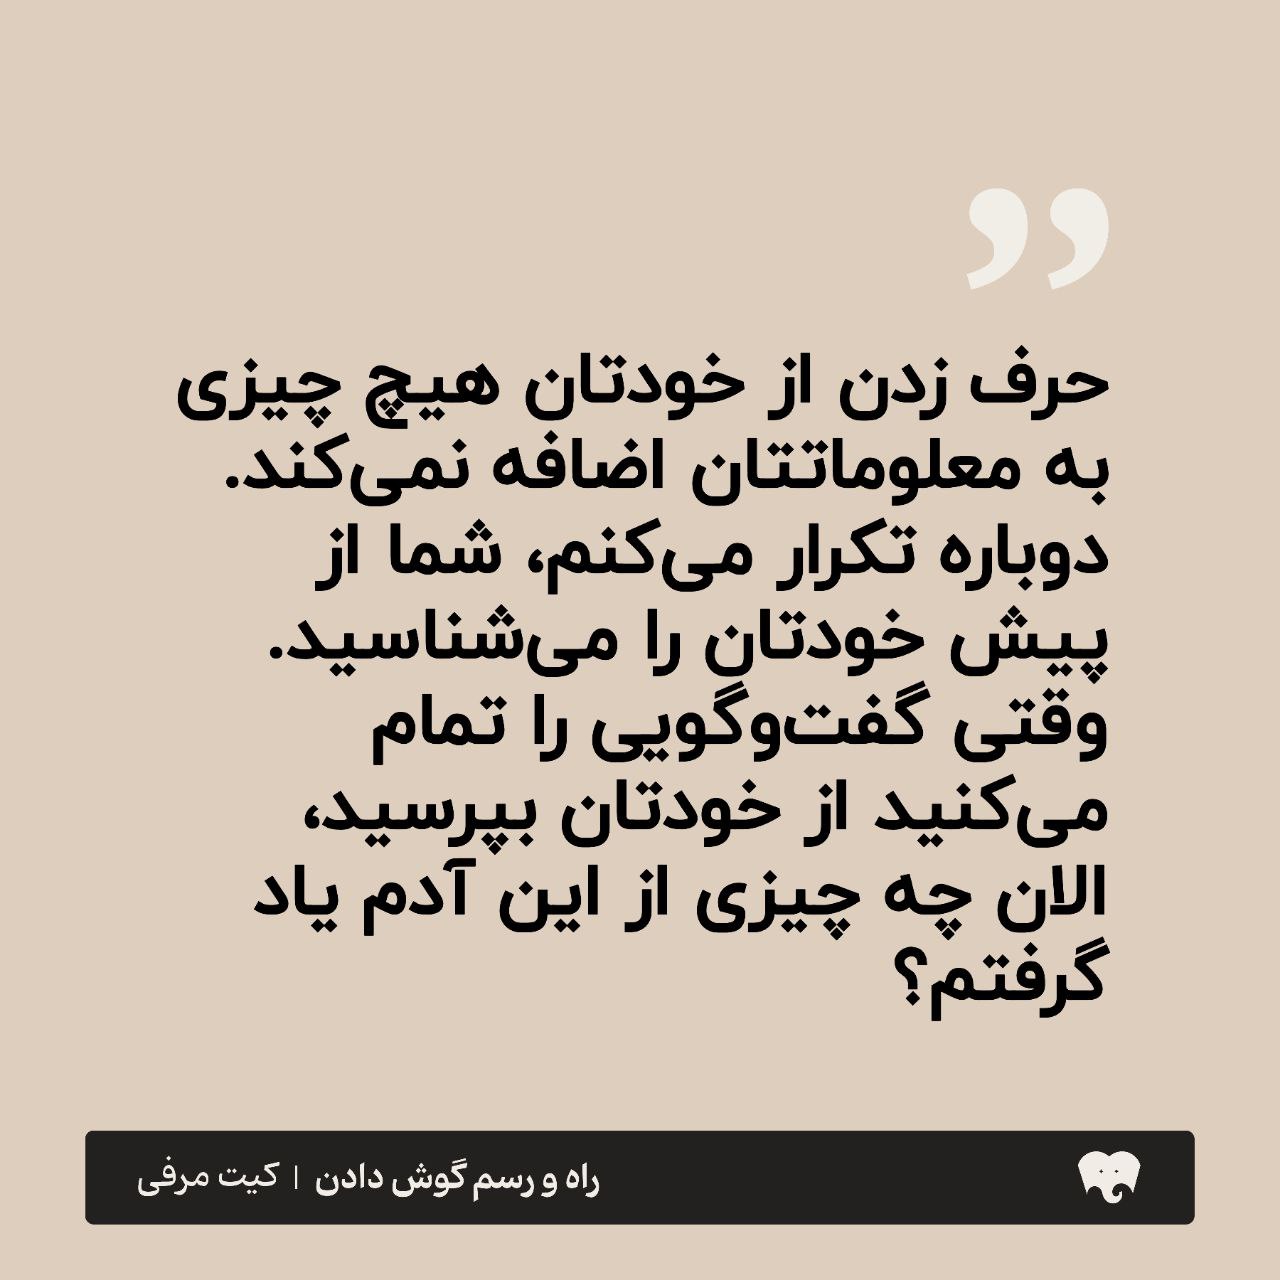 ”
حرف زدن از خودتان هیچ چیزی
به معلوماتتان اضافه نمی‌کند.
دوباره تکرار می‌کنم، شما از
پیش خودتان را می‌شناسید.
وقتی گفت‌وگویی را تمام
می‌کنید از خودتان بپرسید،
الان چه چیزی از این آدم یاد
گرفتم؟
راه و رسم گوش دادن | کیت مرفی